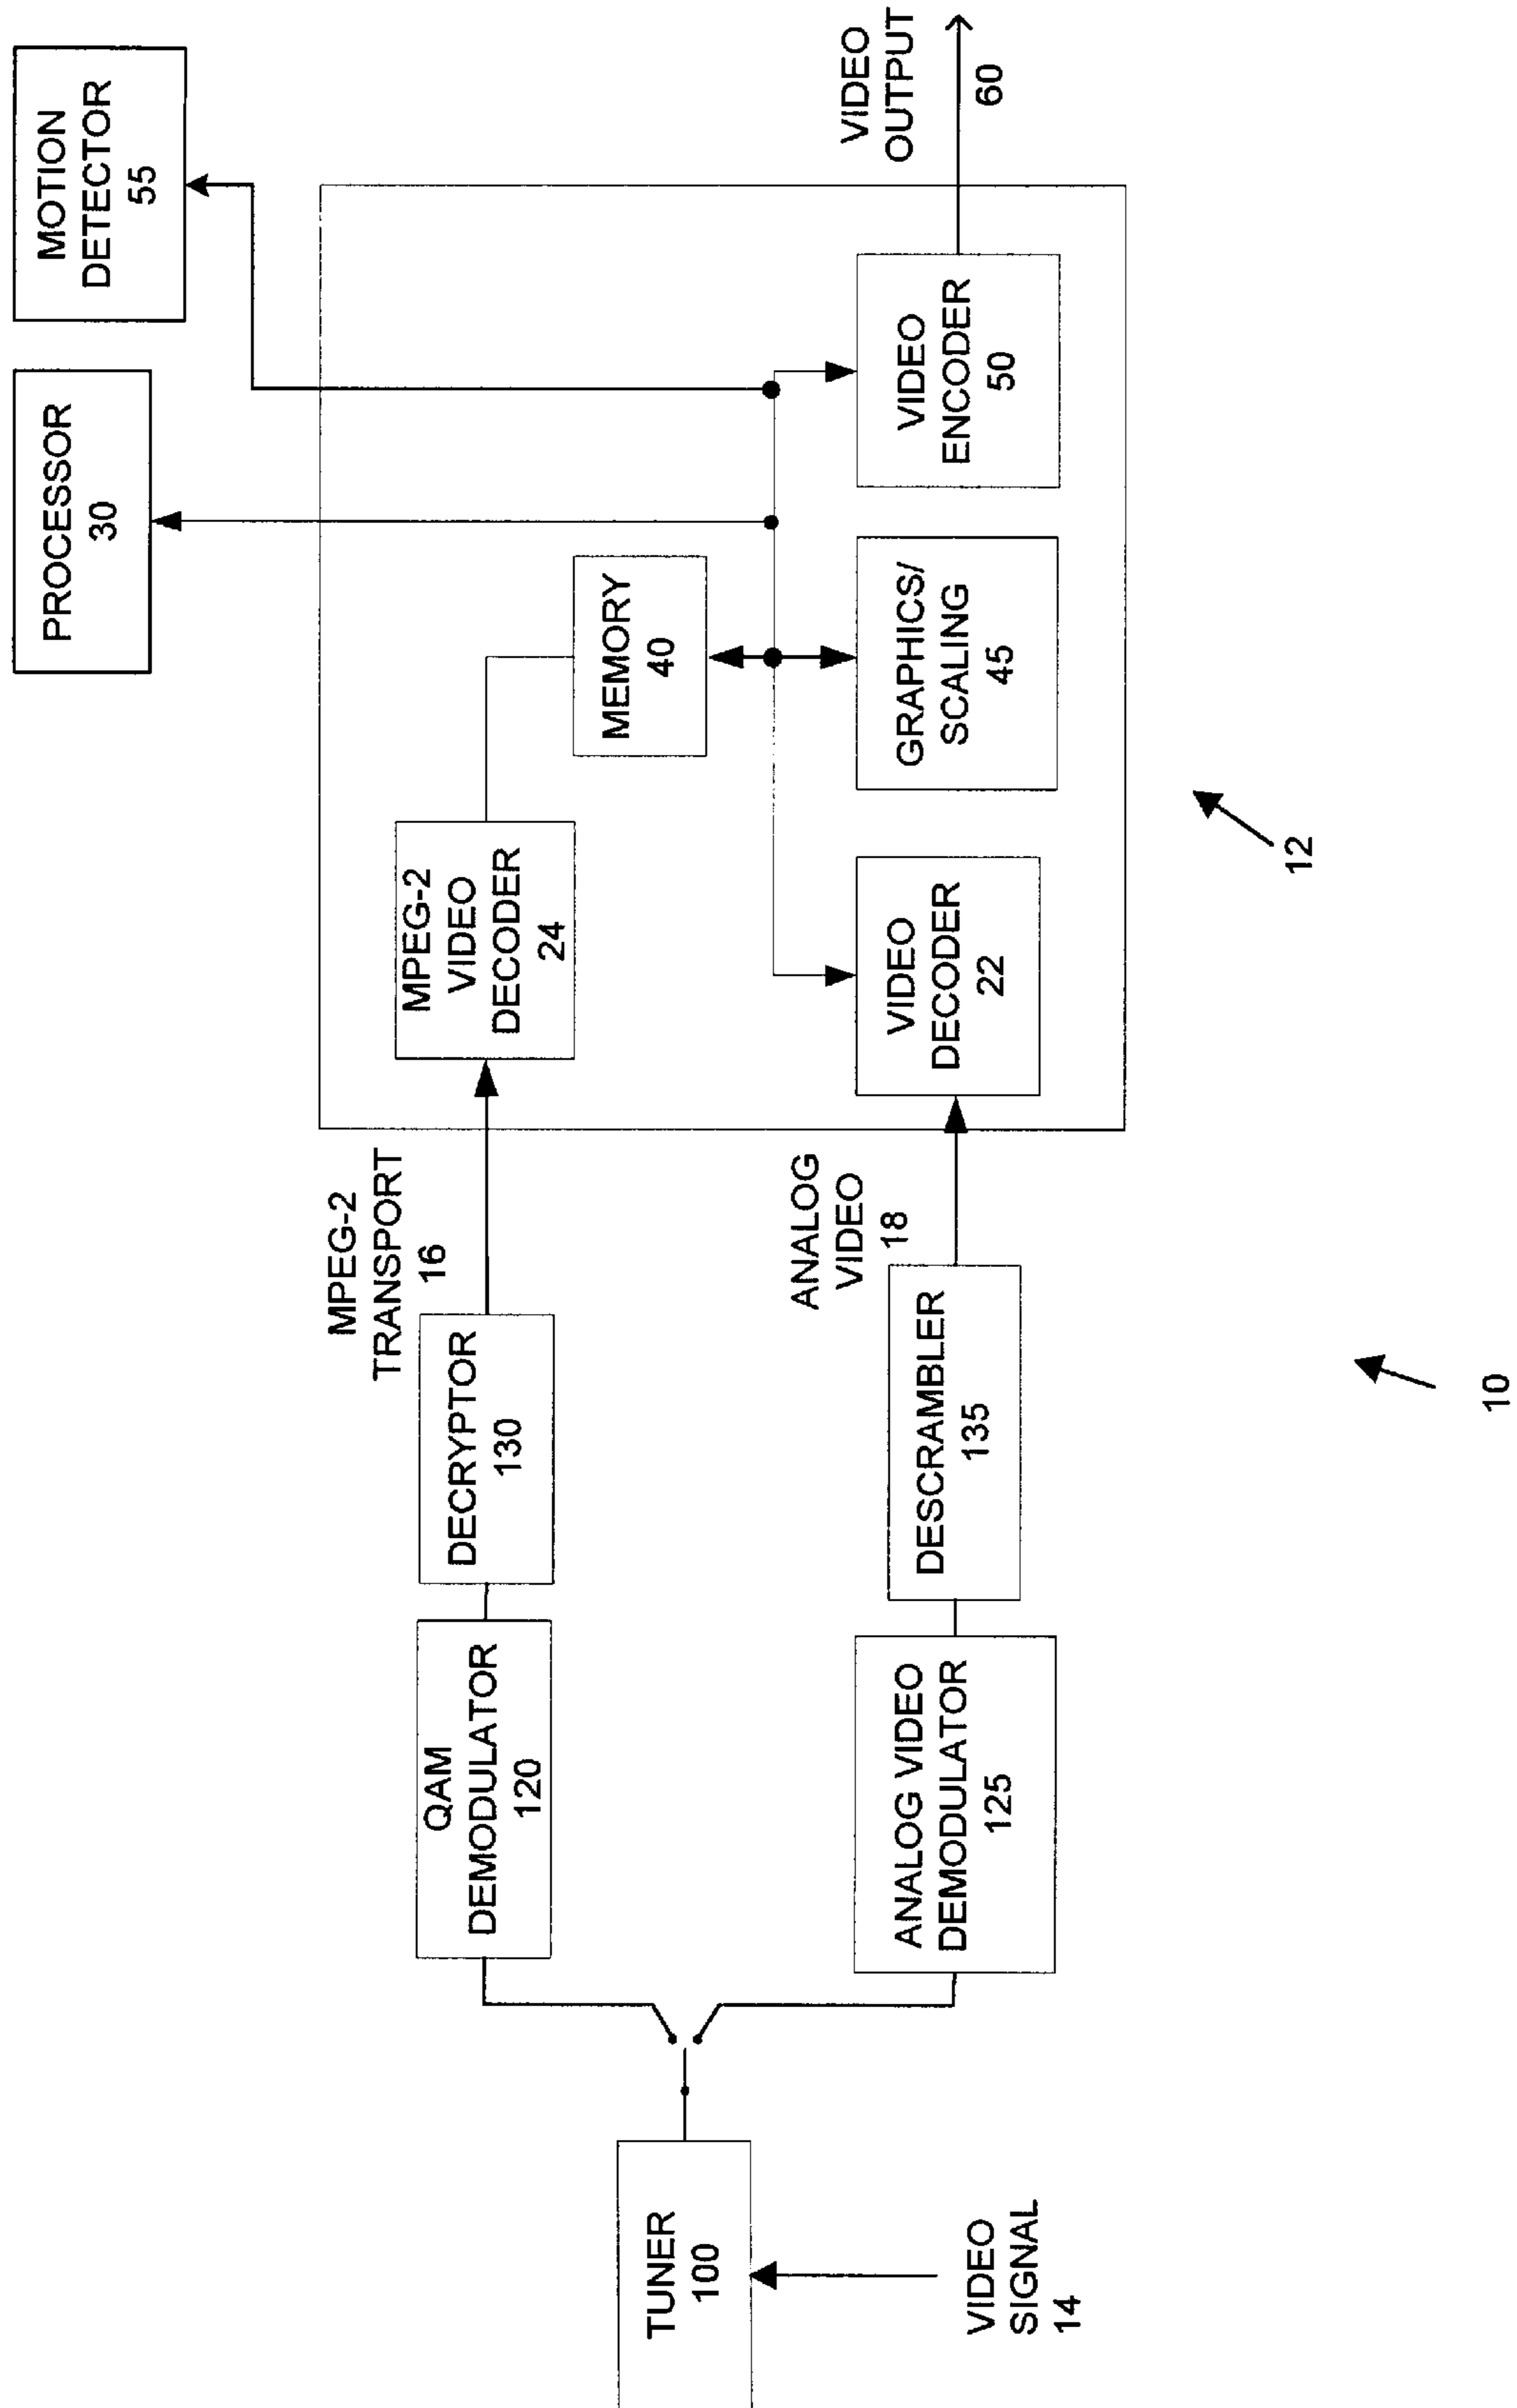 MOTION
DETECTOR
55
PROCESSOR
30
VIDEO
OUTPUT
60
MPEG-2
VIDEO
DECODER
24
MEMORY
40
VIDEO
ENCODER
50
GRAPHICS/
SCALING
45
VIDEO
DECODER
22
12
MPEG-2
TRANSPORT
16
ANALOG
VIDEO
18
DECRYPTOR
130
DESCRAMBLER
135
10
QAM
DEMODULATOR
120
ANALOG VIDEO
DEMODULATOR
125
TUNER
100
VIDEO
SIGNAL
14